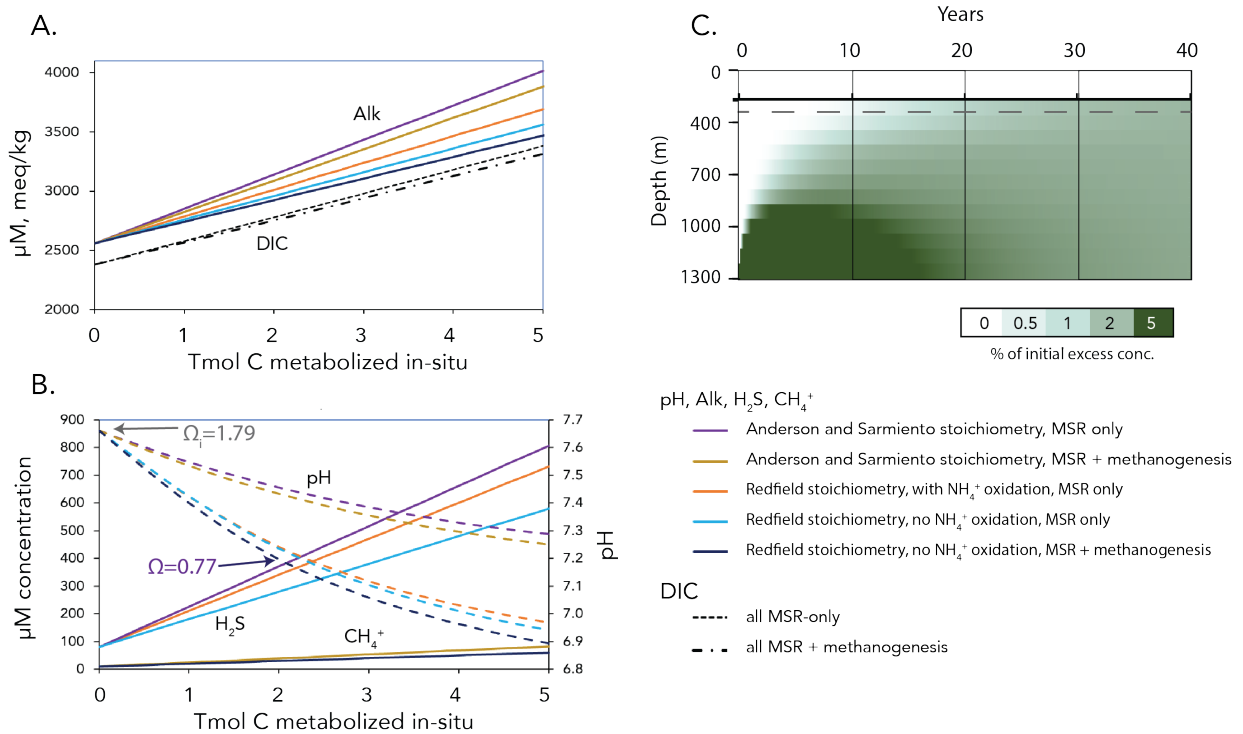 A.
4000
3500
3000
2500
2000
µM, meq/kg
Alk
DIC
0 1 2 3 4 5
Tmol C metabolized in-situ
B.
900
800
700
600
500
400
300
200
100
0
µM concentration
Ωi=1.79
pH
Ω=0.77
H2S
CH4+
7.7
7.6
7.5
7.4
7.3
7.2
7.1
7.0
6.9
6.8
pH
0 1 2 3 4 5
Tmol C metabolized in-situ
C.
Years
0 10 20 30 40
0
400
700
1000
1300
Depth (m)
0 0.5 1 2 5
% of initial excess conc.
pH, Alk, H2S, CH4+
Anderson and Sarmiento stoichiometry, MSR only
Anderson and Sarmiento stoichiometry, MSR + methanogenesis
Redfield stoichiometry, with NH4+ oxidation, MSR only
Redfield stoichiometry, no NH4+ oxidation, MSR only
Redfield stoichiometry, no NH4+ oxidation, MSR + methanogenesis
DIC
all MSR-only
all MSR + methanogenesis